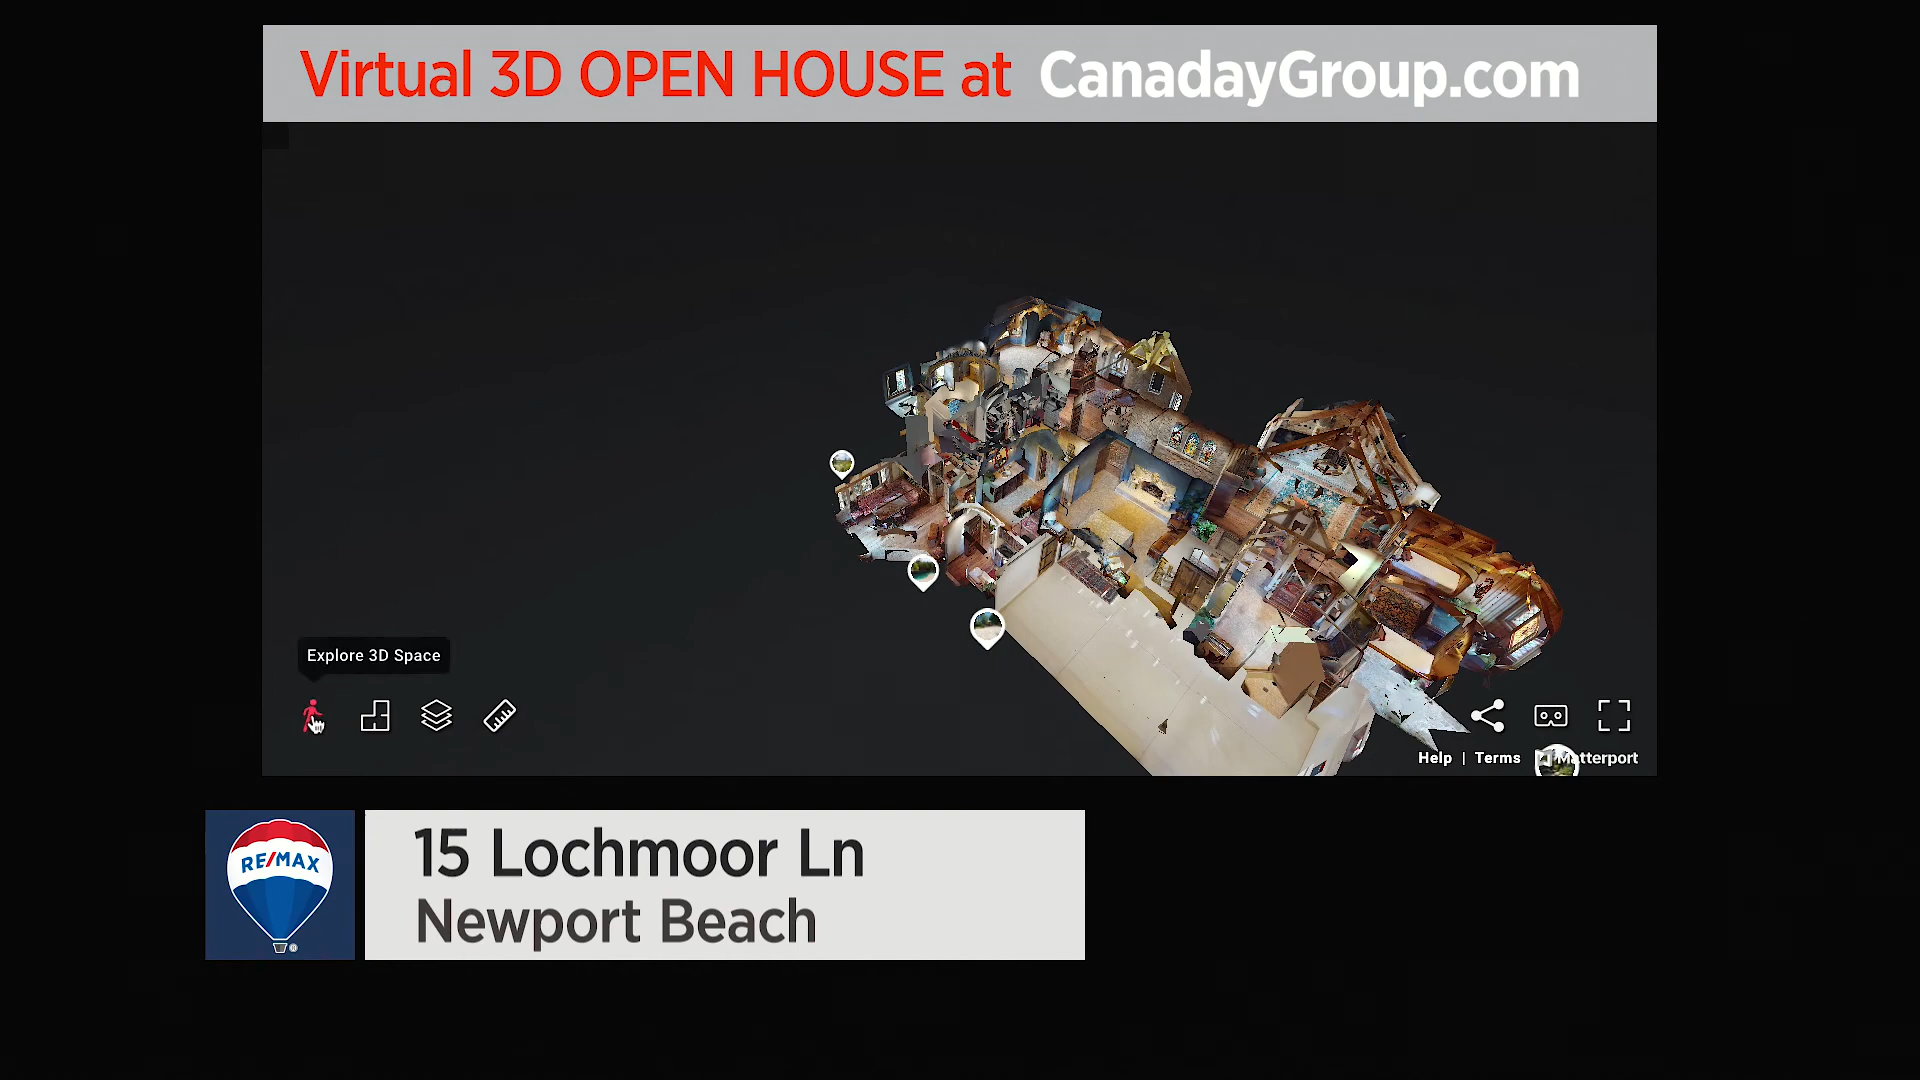 Virtual 3D OPEN HOUSE at CanadayGroup.com
Explore 3D Space
Help | Terms Matterport
RE/MAX
®
15 Lochmoor Ln
Newport Beach